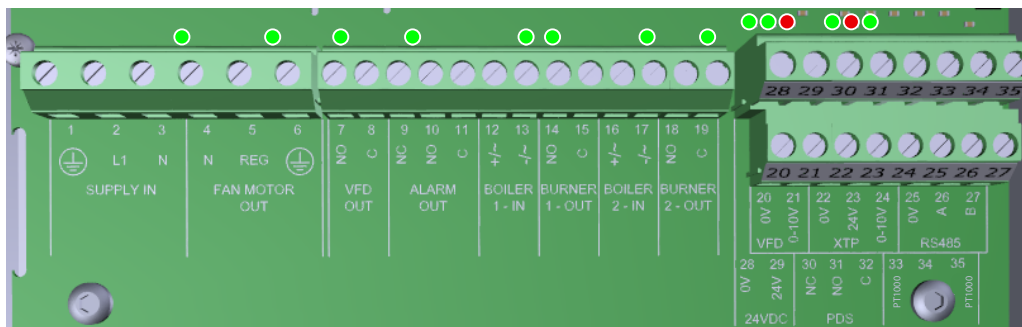 28 29 30 31 32 33 34 35
20 21 22 23 24 25 26 27
1 2 3 4 5 6 7 8 9 10 11 12 13 14 15 16 17 18 19
L1 N N REG NO C NC NO C +/~ -/~ NO C +/~ -/~ NO C
SUPPLY IN FAN MOTOR OUT VFD OUT ALARM OUT BOILER 1 - IN BURNER 1 - OUT BOILER 2 - IN BURNER 2 - OUT
20 21 22 23 24 25 26 27
0V 0-10V 0V 24V 0-10V 0V A B
VFD XTP RS485
28 29 30 31 32 33 34 35
0V 24V NC NO C PT1000 PT1000
24VDC PDS